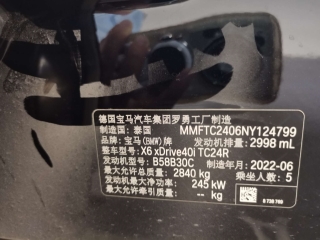 德国宝马汽车集团罗勇工厂制造
制造国：泰国 MMFTC2406NY124799
品牌：宝马(BMW)牌 发动机排量：2998 mL
型号：X6 xDrive40i TC24R
发动机型号：B58B30C 制造年月：2022-06
最大允许总质量：2840 kg 乘坐人数：5
发动机最大净功率：245 kW
最大允许牵引质量：-- kg